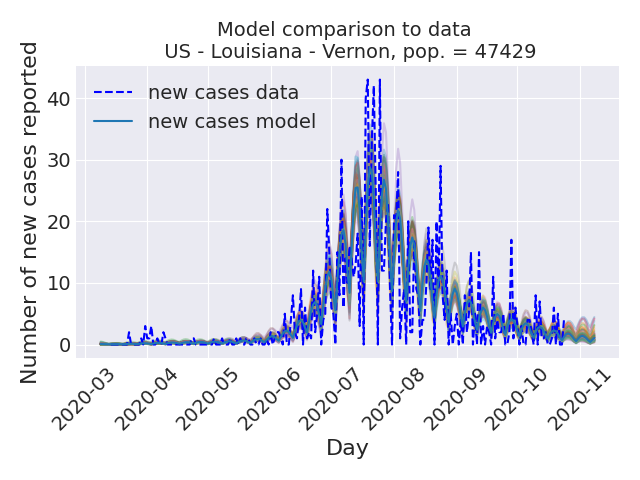 Model comparison to data
US - Louisiana - Vernon, pop. = 47429
Number of new cases reported
40
30
20
10
0
new cases data
new cases model
2020-03
2020-04
2020-05
2020-06
2020-07
2020-08
2020-09
2020-10
2020-11
Day